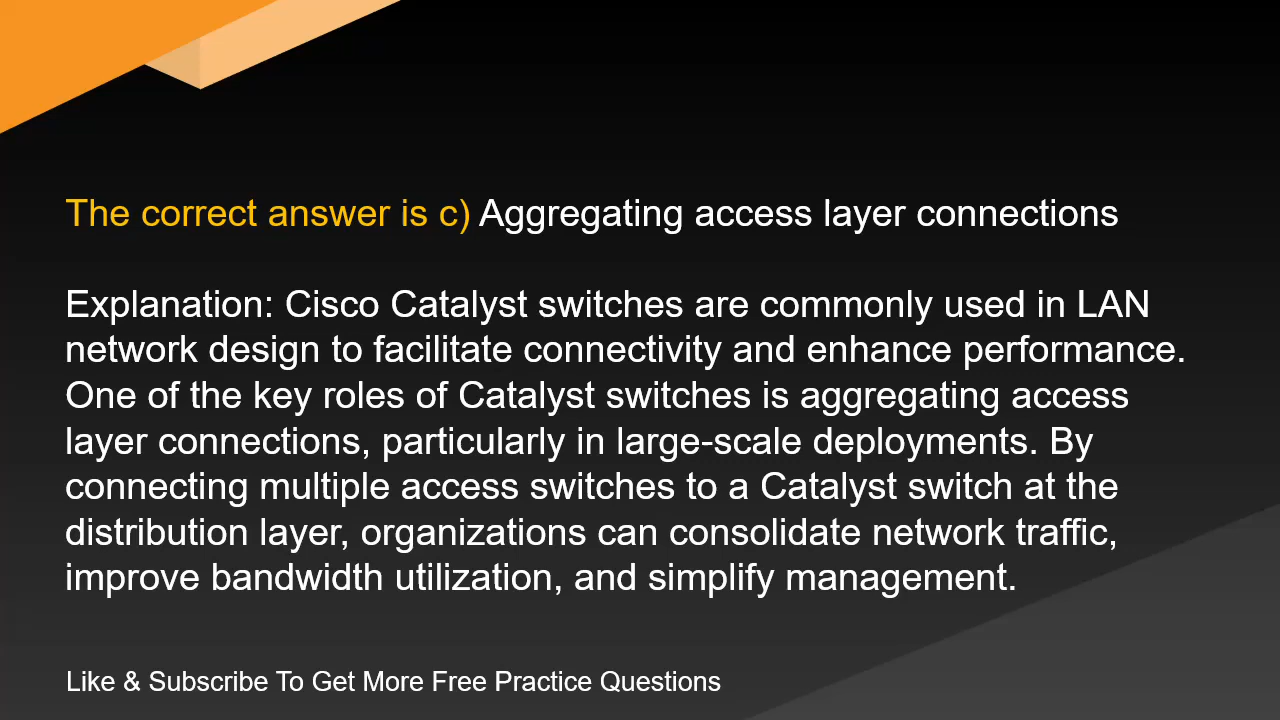 The correct answer is c) Aggregating access layer connections
Explanation: Cisco Catalyst switches are commonly used in LAN
network design to facilitate connectivity and enhance performance.
One of the key roles of Catalyst switches is aggregating access
layer connections, particularly in large-scale deployments. By
connecting multiple access switches to a Catalyst switch at the
distribution layer, organizations can consolidate network traffic,
improve bandwidth utilization, and simplify management.
Like & Subscribe To Get More Free Practice Questions